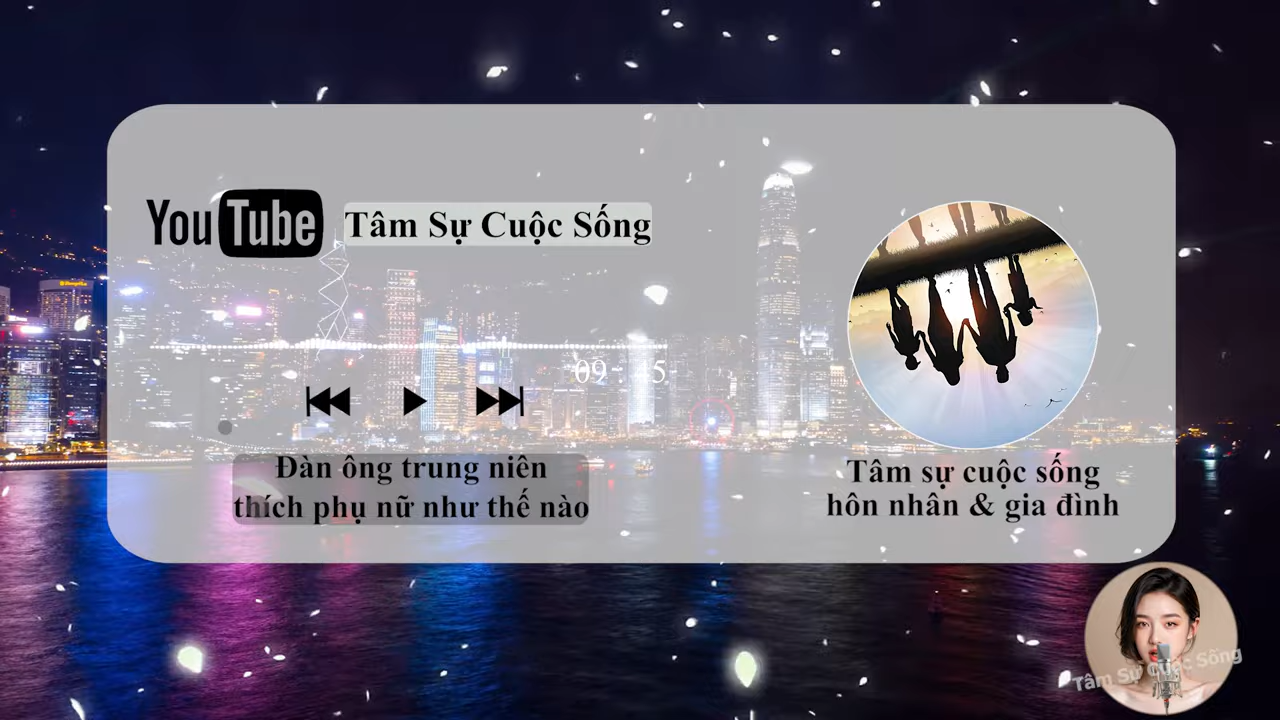 YouTube
Tâm Sự Cuộc Sống
Đàn ông trung niên
thích phụ nữ như thế nào
Tâm sự cuộc sống
hôn nhân & gia đình
Tâm Sự Cuộc Sống